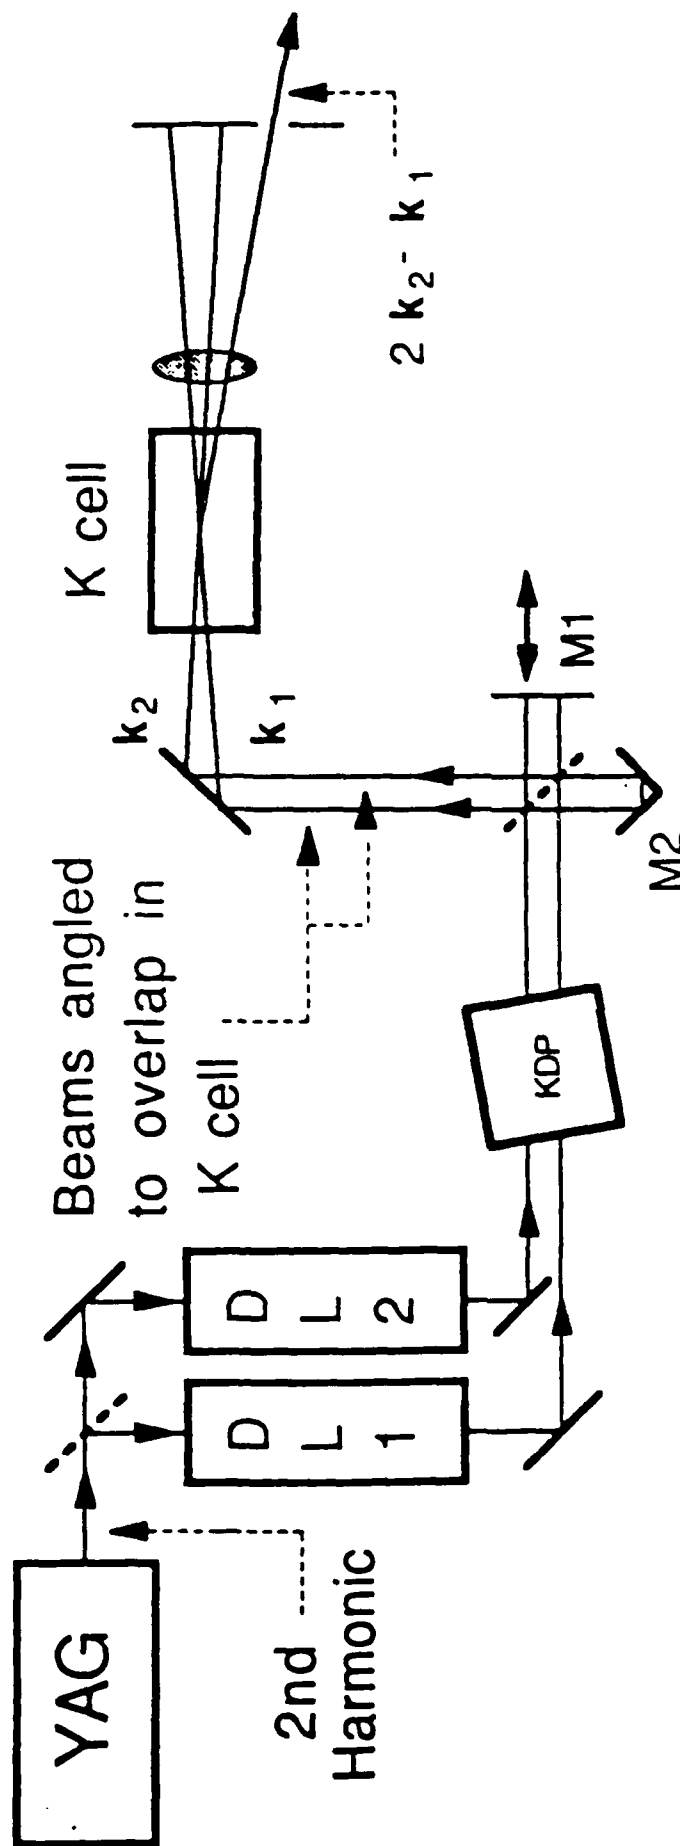 YAG
2nd
Harmonic
D
L
1
D
L
2
Beams angled
to overlap in
K cell
KDP
M2
M1
k₂
k₁
K cell
2 k₂- k₁